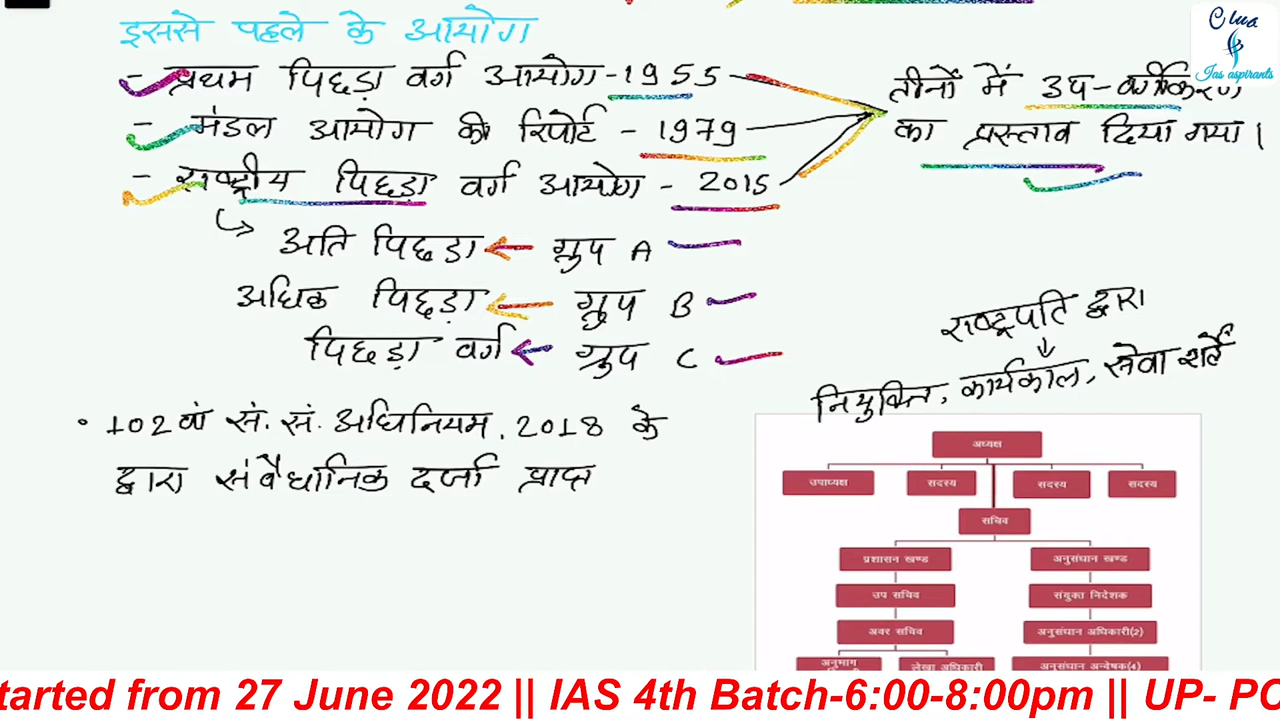 Clus
Ias aspirants
इससे पहले के आयोग
- प्रथम पिछड़ा वर्ग आयोग-1955
- मंडल आयोग की रिपोर्ट - 1979
- राष्ट्रीय पिछड़ा वर्ग आयोग - 2015
तीनों में उप-वर्गीकरण
का प्रस्ताव दिया गया।
अति पिछड़ा ← ग्रुप A
अधिक पिछड़ा ← ग्रुप B
पिछड़ा वर्ग ← ग्रुप C
राष्ट्रपति द्वारा
नियुक्ति, कार्यकाल, सेवा शर्तें
• 102वां सं. सं. अधिनियम, 2018 के
द्वारा संवैधानिक दर्जा प्राप्त
अध्यक्ष
उपाध्यक्ष सदस्य सदस्य सदस्य
सचिव
प्रशासन खण्ड अनुसंधान खण्ड
उप सचिव संयुक्त निदेशक
अवर सचिव अनुसंधान अधिकारी(2)
अनुभाग लेखा अधिकारी अनुसंधान अन्वेषक(4)
tarted from 27 June 2022 || IAS 4th Batch-6:00-8:00pm || UP- PC